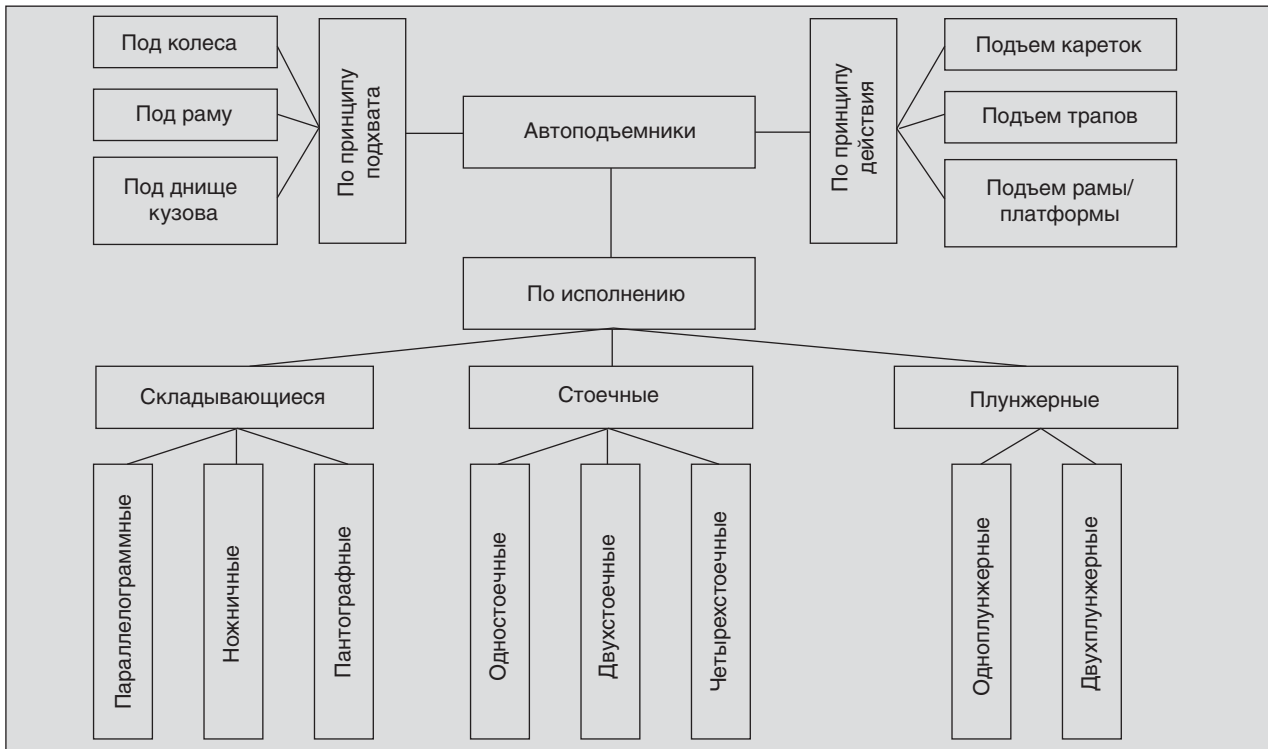 Под колеса
Под раму
Под днище
кузова
По принципу
подхвата
Автоподъемники
По принципу
действия
Подъем кареток
Подъем трапов
Подъем рамы/
платформы
По исполнению
Складывающиеся
Стоечные
Плунжерные
Параллелограммные
Ножничные
Пантографные
Одностоечные
Двухстоечные
Четырехстоечные
Одноплунжерные
Двухплунжерные